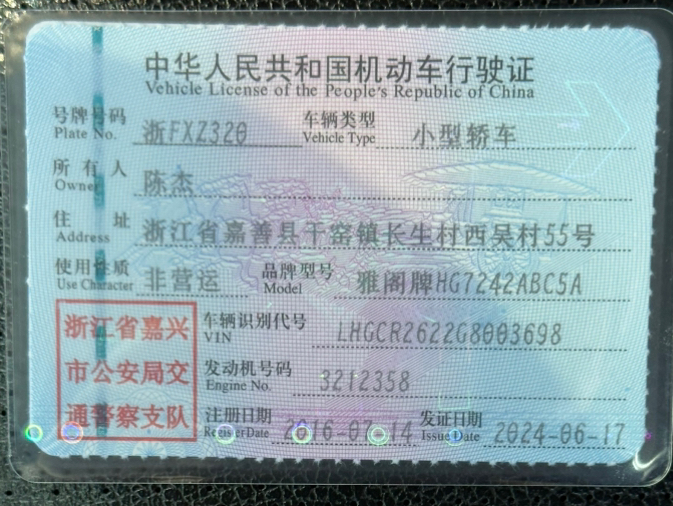 中华人民共和国机动车行驶证
Vehicle License of the People's Republic of China
号牌号码 浙FXZ320 车辆类型 小型轿车
Plate No. Vehicle Type
所有人 陈杰
Owner
住址 浙江省嘉善县干窑镇长生村西吴村55号
Address
使用性质 非营运 品牌型号 雅阁牌HG7242ABC5A
Use Character Model
浙江省嘉兴 车辆识别代号 LHGCR2622G8003698
VIN
市公安局交 发动机号码 3212358
Engine No.
通警察支队 注册日期 2016-07-14 发证日期 2024-06-17
Register Date Issue Date